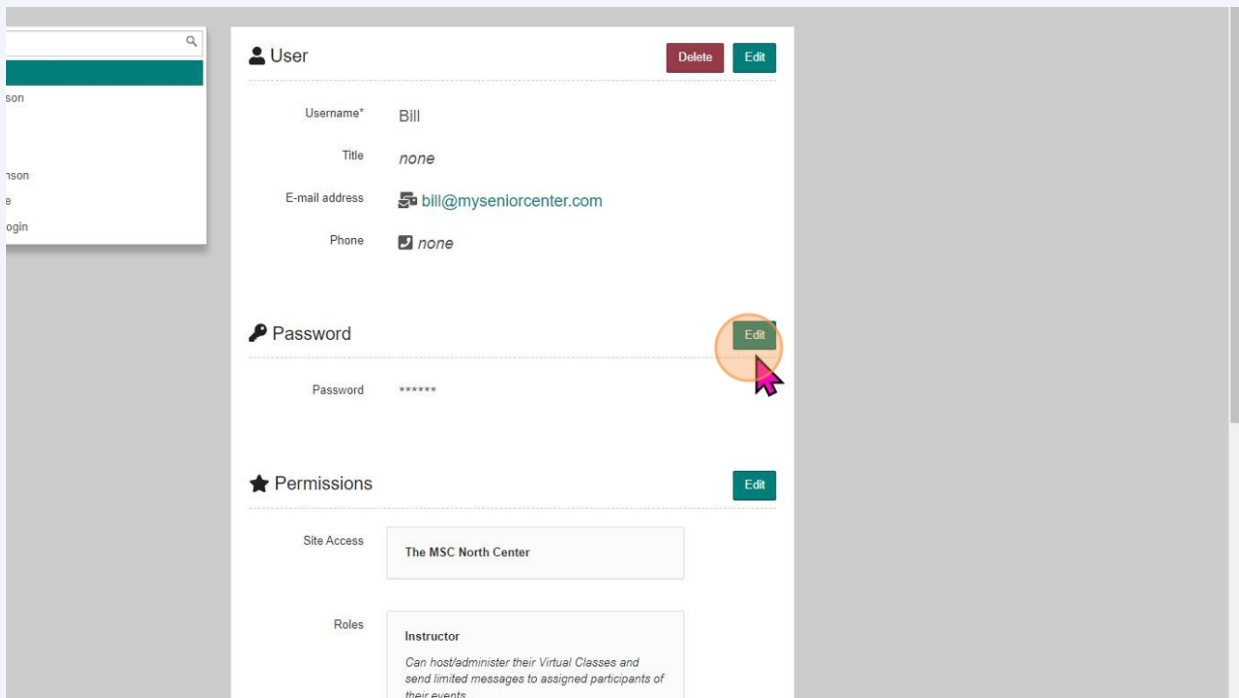 son
nson
e
ogin
User
Delete
Edit
Username*
Bill
Title
none
E-mail address
bill@myseniorcenter.com
Phone
none
Password
Edit
Password
******
Permissions
Edit
Site Access
The MSC North Center
Roles
Instructor
Can host/administer their Virtual Classes and
send limited messages to assigned participants of
their events